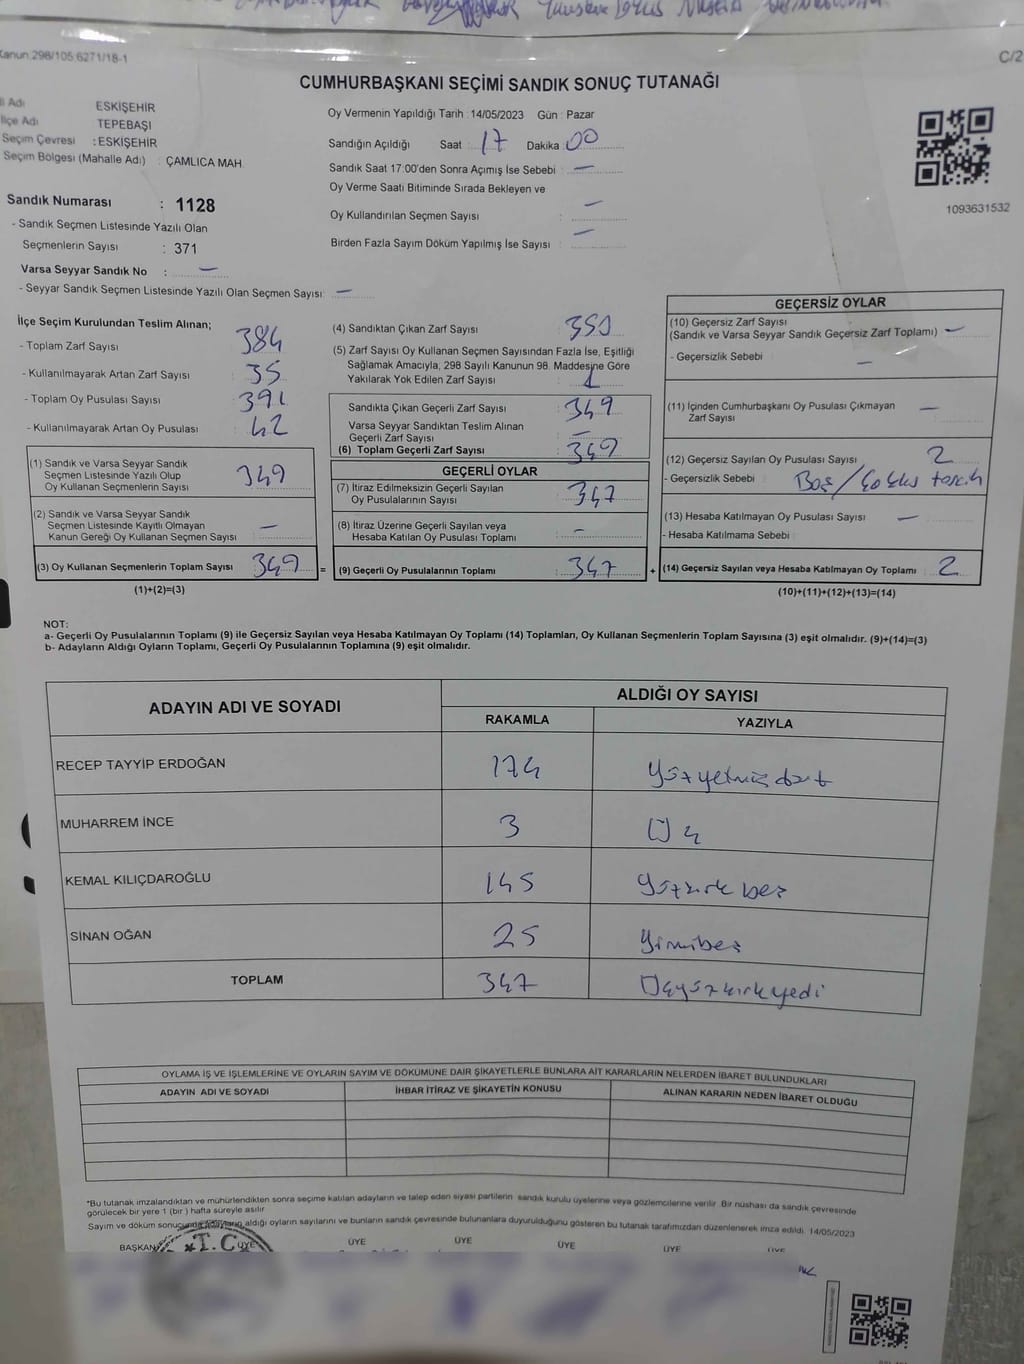 Kanun:298/105:6271/18-1
C/2
CUMHURBAŞKANI SEÇİMİ SANDIK SONUÇ TUTANAĞI
İl Adı ESKİŞEHİR
İlçe Adı TEPEBAŞI
Seçim Çevresi : ESKİŞEHİR
Seçim Bölgesi (Mahalle Adı) : ÇAMLICA MAH.
Oy Vermenin Yapıldığı Tarih : 14/05/2023 Gün : Pazar
Sandığın Açıldığı Saat : 17 Dakika : 00
Sandık Saat 17:00'den Sonra Açımış İse Sebebi : —
Oy Verme Saati Bitiminde Sırada Bekleyen ve
Oy Kullandırılan Seçmen Sayısı : —
Birden Fazla Sayım Döküm Yapılmış İse Sayısı : —
1093631532
Sandık Numarası : 1128
- Sandık Seçmen Listesinde Yazılı Olan
Seçmenlerin Sayısı : 371
Varsa Seyyar Sandık No : —
- Seyyar Sandık Seçmen Listesinde Yazılı Olan Seçmen Sayısı: —
İlçe Seçim Kurulundan Teslim Alınan;
- Toplam Zarf Sayısı : 384
- Kullanılmayarak Artan Zarf Sayısı : 35
- Toplam Oy Pusulası Sayısı : 391
- Kullanılmayarak Artan Oy Pusulası : 42
(1) Sandık ve Varsa Seyyar Sandık
Seçmen Listesinde Yazılı Olup
Oy Kullanan Seçmenlerin Sayısı : 349
(2) Sandık ve Varsa Seyyar Sandık
Seçmen Listesinde Kayıtlı Olmayan
Kanun Gereği Oy Kullanan Seçmen Sayısı : —
(3) Oy Kullanan Seçmenlerin Toplam Sayısı : 349 =
(1)+(2)=(3)
(4) Sandıktan Çıkan Zarf Sayısı : 350
(5) Zarf Sayısı Oy Kullanan Seçmen Sayısından Fazla İse, Eşitliği
Sağlamak Amacıyla, 298 Sayılı Kanunun 98. Maddesine Göre
Yakılarak Yok Edilen Zarf Sayısı : 1
Sandıkta Çıkan Geçerli Zarf Sayısı : 349
Varsa Seyyar Sandıktan Teslim Alınan
Geçerli Zarf Sayısı : —
(6) Toplam Geçerli Zarf Sayısı : 349
GEÇERLİ OYLAR
(7) İtiraz Edilmeksizin Geçerli Sayılan
Oy Pusulalarının Sayısı : 347
(8) İtiraz Üzerine Geçerli Sayılan veya
Hesaba Katılan Oy Pusulası Toplamı : —
(9) Geçerli Oy Pusulalarının Toplamı : 347 +
GEÇERSİZ OYLAR
(10) Geçersiz Zarf Sayısı
(Sandık ve Varsa Seyyar Sandık Geçersiz Zarf Toplamı) : —
- Geçersizlik Sebebi : —
(11) İçinden Cumhurbaşkanı Oy Pusulası Çıkmayan
Zarf Sayısı : —
(12) Geçersiz Sayılan Oy Pusulası Sayısı : 2
- Geçersizlik Sebebi : Boş/ tercih
(13) Hesaba Katılmayan Oy Pusulası Sayısı : —
- Hesaba Katılmama Sebebi :
(14) Geçersiz Sayılan veya Hesaba Katılmayan Oy Toplamı : 2
(10)+(11)+(12)+(13)=(14)
NOT:
a- Geçerli Oy Pusulalarının Toplamı (9) ile Geçersiz Sayılan veya Hesaba Katılmayan Oy Toplamı (14) Toplamları, Oy Kullanan Seçmenlerin Toplam Sayısına (3) eşit olmalıdır. (9)+(14)=(3)
b- Adayların Aldığı Oyların Toplamı, Geçerli Oy Pusulalarının Toplamına (9) eşit olmalıdır.
ADAYIN ADI VE SOYADI
ALDIĞI OY SAYISI
RAKAMLA YAZIYLA
RECEP TAYYİP ERDOĞAN 174 Yüzyetmişdört
MUHARREM İNCE 3 Üç
KEMAL KILIÇDAROĞLU 145 Yüzkırkbeş
SİNAN OĞAN 25 Yirmibeş
TOPLAM 347 Üçyüzkırkyedi
OYLAMA İŞ VE İŞLEMLERİNE VE OYLARIN SAYIM VE DÖKÜMÜNE DAİR ŞİKAYETLERLE BUNLARA AİT KARARLARIN NELERDEN İBARET BULUNDUKLARI
ADAYIN ADI VE SOYADI İHBAR İTİRAZ VE ŞİKAYETİN KONUSU ALINAN KARARIN NEDEN İBARET OLDUĞU
*Bu tutanak imzalandıktan ve mühürlendikten sonra seçime katılan adayların ve talep eden siyasi partilerin sandık kurulu üyelerine veya gözlemcilerine verilir. Bir nüshası da sandık çevresinde
görülecek bir yere 1 (bir) hafta süreyle asılır
Sayım ve döküm aldığı oyların sayılarını ve bunların sandık çevresinde bulunanlara duyurulduğunu gösteren bu tutanak tarafımızdan düzenlenerek imza edildi. 14/05/2023
BAŞKAN ÜYE ÜYE ÜYE ÜYE ÜYE ÜYE
T.C.